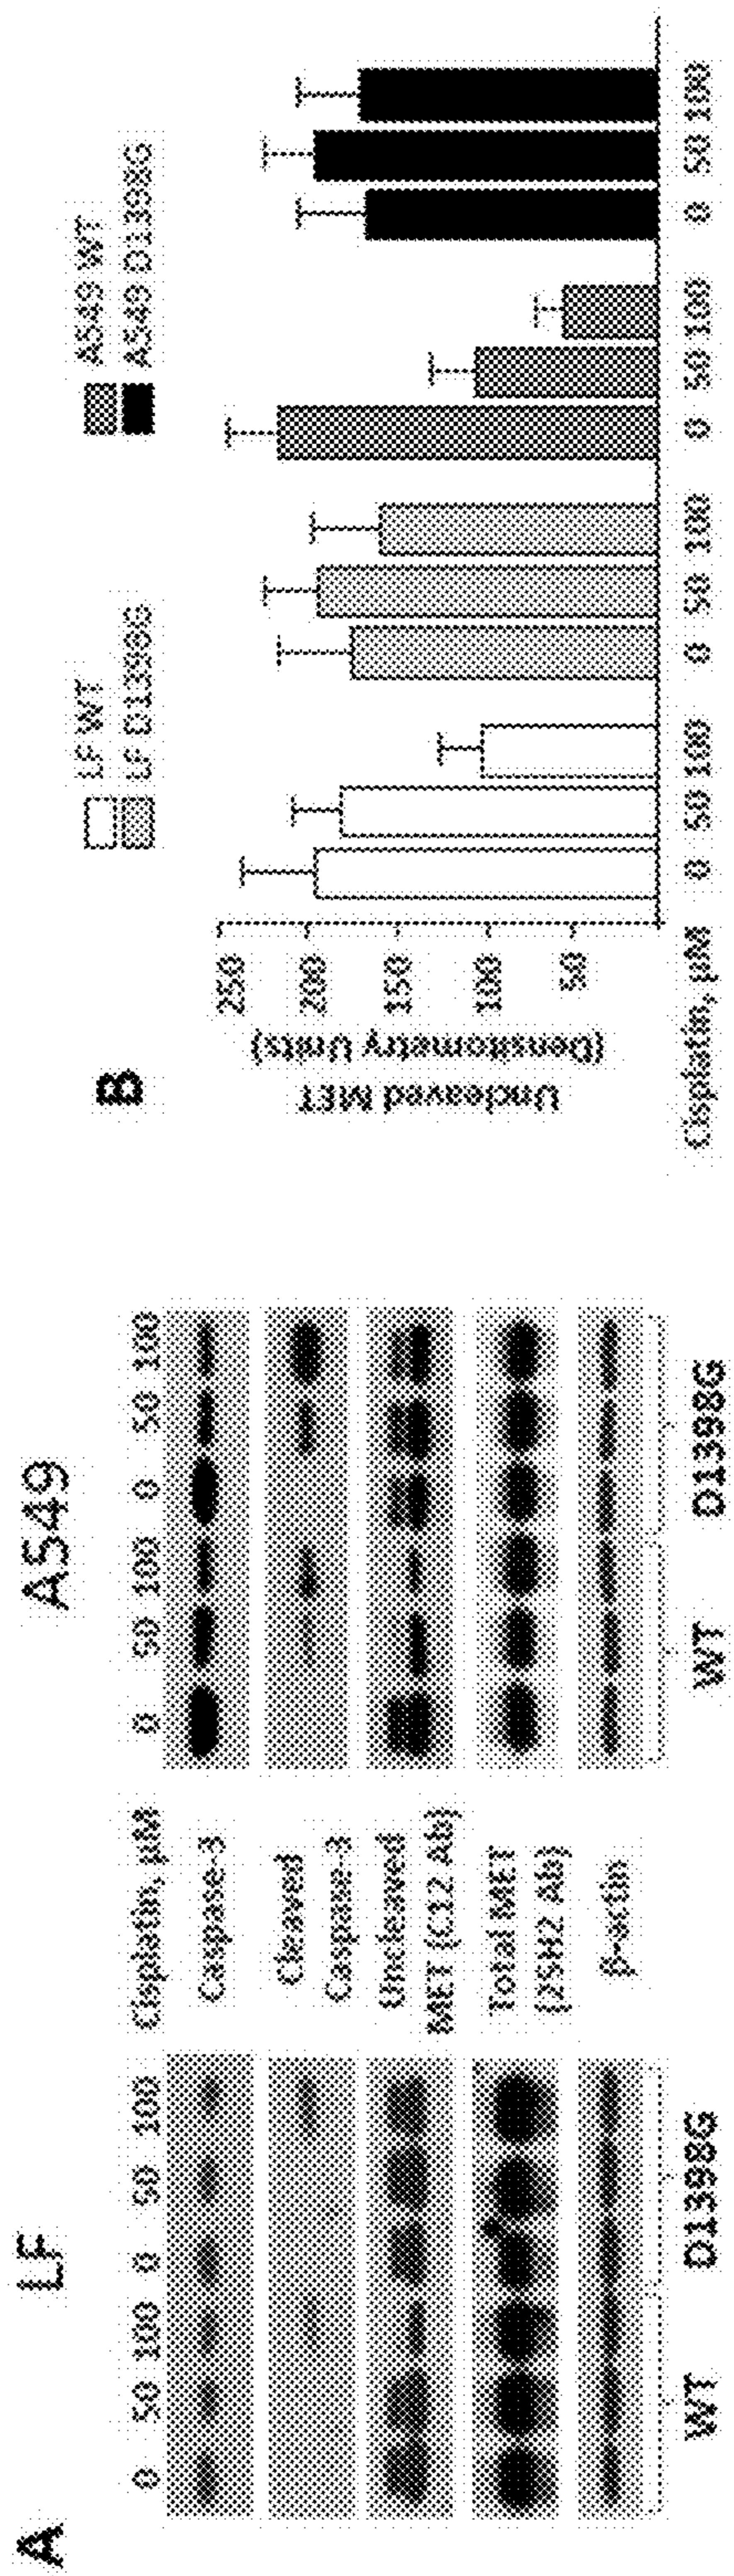 A
LF
A549
0 50 100 0 50 100
Cisplatin, µM
0 50 100 0 50 100
Caspase-3
Cleaved
Caspase-3
Uncleaved
MET (C12 Ab)
Total MET
(25H2 Ab)
β-actin
WT
D1398G
WT
D1398G
B
LF WT
LF D1398G
A549 WT
A549 D1398G
Uncleaved MET
(Densitometry Units)
250
200
150
100
50
Cisplatin, µM
0 50 100 0 50 100 0 50 100 0 50 100